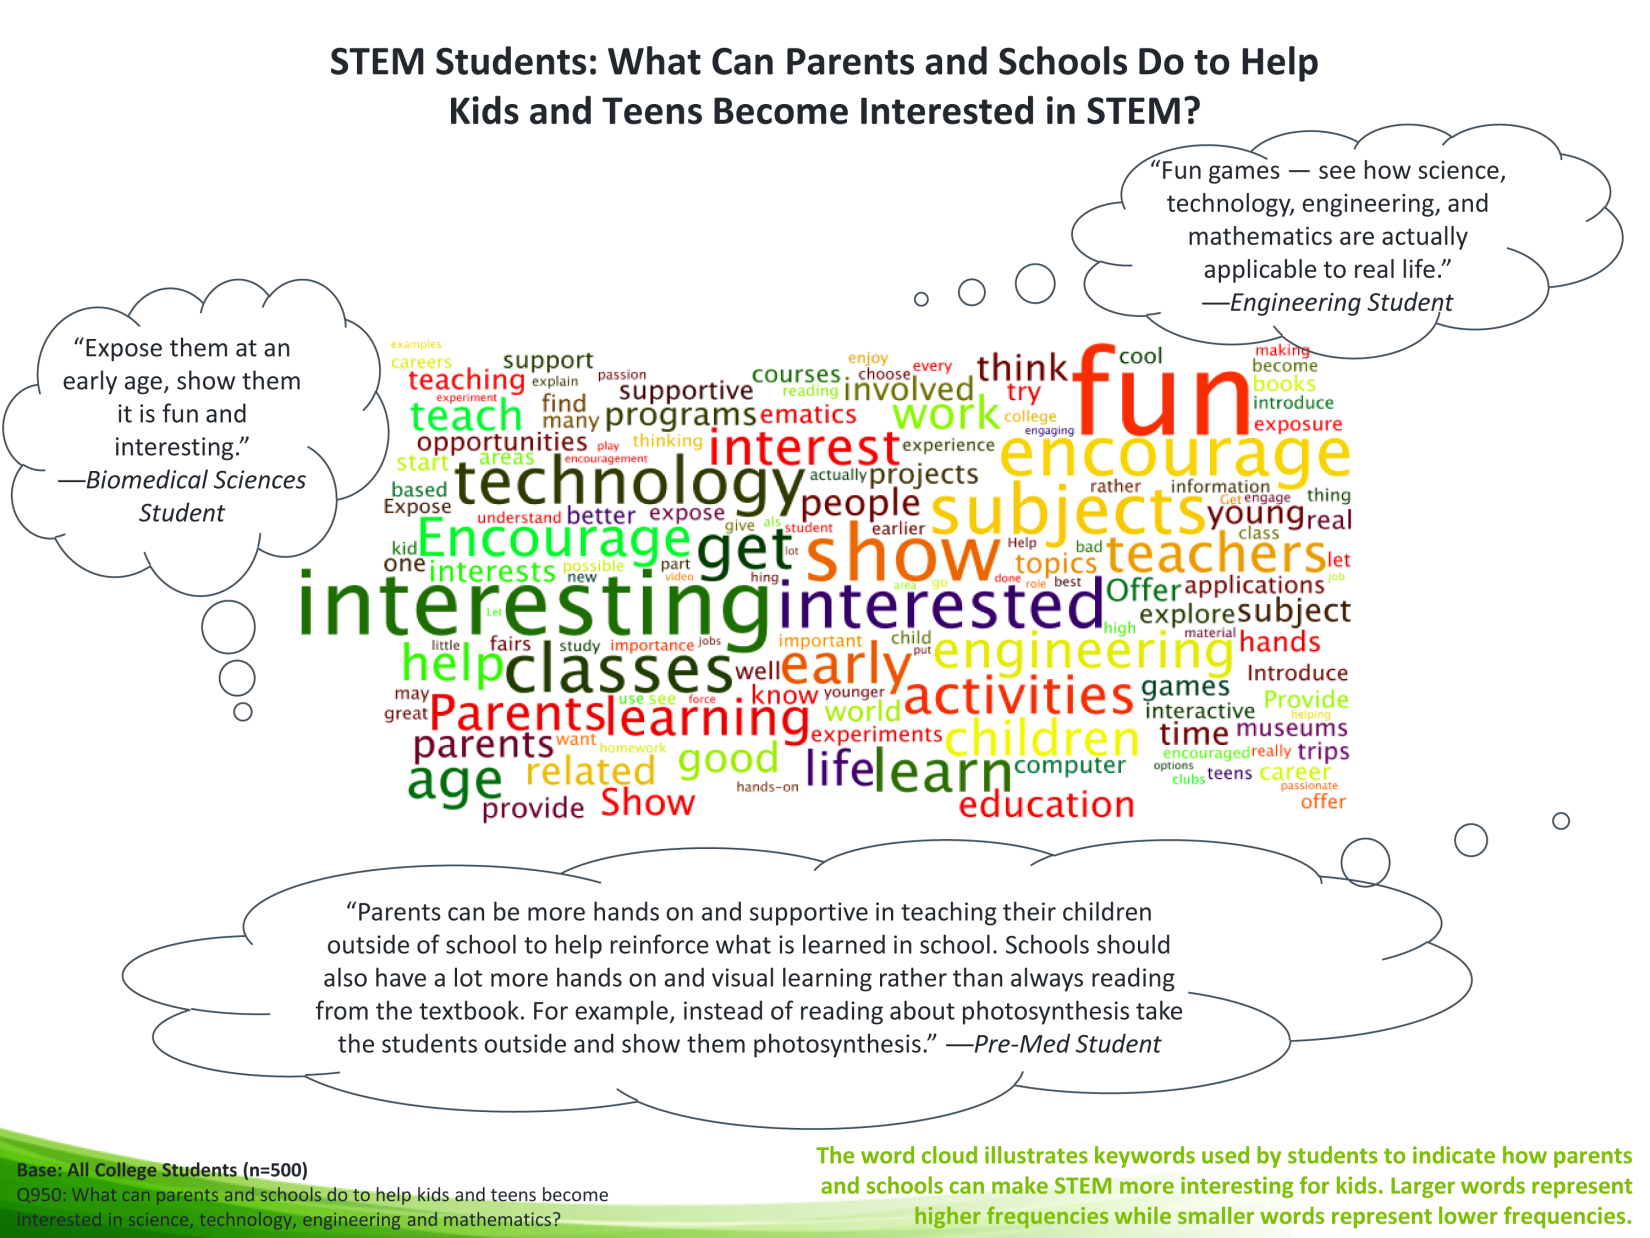 STEM Students: What Can Parents and Schools Do to Help
Kids and Teens Become Interested in STEM?
“Fun games — see how science,
technology, engineering, and
mathematics are actually
applicable to real life.”
—Engineering Student
“Expose them at an
early age, show them
it is fun and
interesting.”
—Biomedical Sciences
Student
examples
careers support enjoy every think fun cool making
teaching explain passion courses choose become
experiment supportive reading involved try books
teach find many programs ematics work college introduce
opportunities play thinking interest experience engaging exposure
start areas encouragement encourage
technology actually projects rather information
based people subjects Get engage thing
Expose understand better expose young real
Encourage give als student earlier class
kid get lot show Help bad teachers let
one interests possible part topics
new video hing area go done role best job
interesting Let interested Offer applications
explore subject
high material
little fairs study importance jobs important child put engineering hands
help classes well early Introduce
may use see force know younger activities games Provide
great Parents learning world interactive helping
parents want homework experiments children time museums
encouraged really trips
age related good life learn computer options clubs teens career
hands-on passionate
provide Show education offer
“Parents can be more hands on and supportive in teaching their children
outside of school to help reinforce what is learned in school. Schools should
also have a lot more hands on and visual learning rather than always reading
from the textbook. For example, instead of reading about photosynthesis take
the students outside and show them photosynthesis.” —Pre-Med Student
Base: All College Students (n=500)
Q950: What can parents and schools do to help kids and teens become
interested in science, technology, engineering and mathematics?
The word cloud illustrates keywords used by students to indicate how parents
and schools can make STEM more interesting for kids. Larger words represent
higher frequencies while smaller words represent lower frequencies.